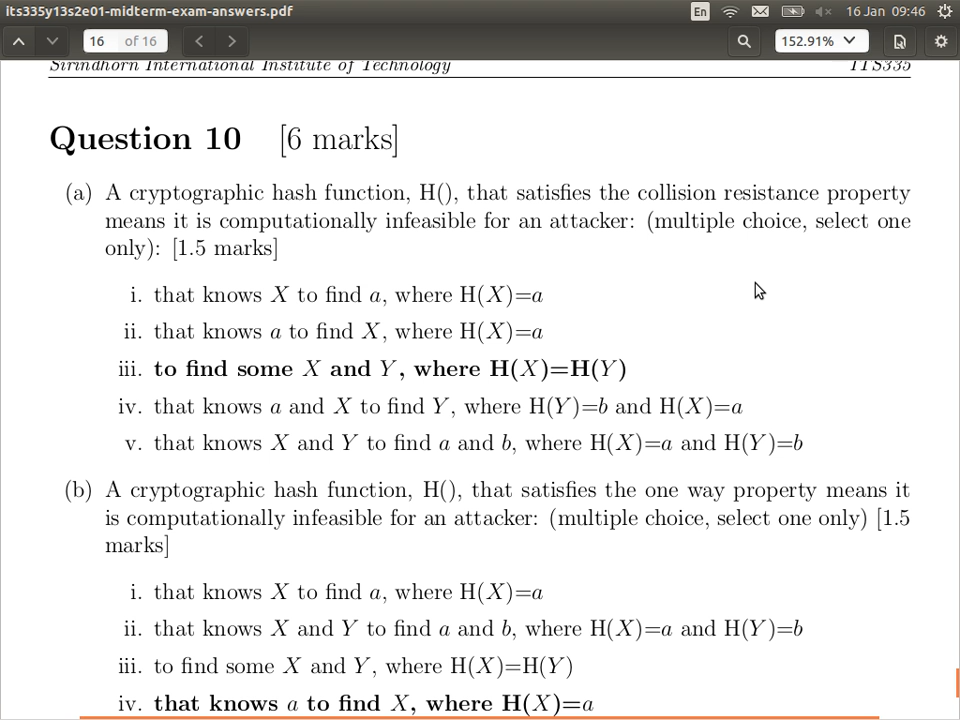 its335y13s2e01-midterm-exam-answers.pdf En 16 Jan 09:46
16 of 16 152.91%
Sirindhorn International Institute of Technology ITS335
Question 10 [6 marks]
(a) A cryptographic hash function, H(), that satisfies the collision resistance property
means it is computationally infeasible for an attacker: (multiple choice, select one
only): [1.5 marks]
i. that knows X to find a, where H(X)=a
ii. that knows a to find X, where H(X)=a
iii. to find some X and Y, where H(X)=H(Y)
iv. that knows a and X to find Y, where H(Y)=b and H(X)=a
v. that knows X and Y to find a and b, where H(X)=a and H(Y)=b
(b) A cryptographic hash function, H(), that satisfies the one way property means it
is computationally infeasible for an attacker: (multiple choice, select one only) [1.5
marks]
i. that knows X to find a, where H(X)=a
ii. that knows X and Y to find a and b, where H(X)=a and H(Y)=b
iii. to find some X and Y, where H(X)=H(Y)
iv. that knows a to find X, where H(X)=a